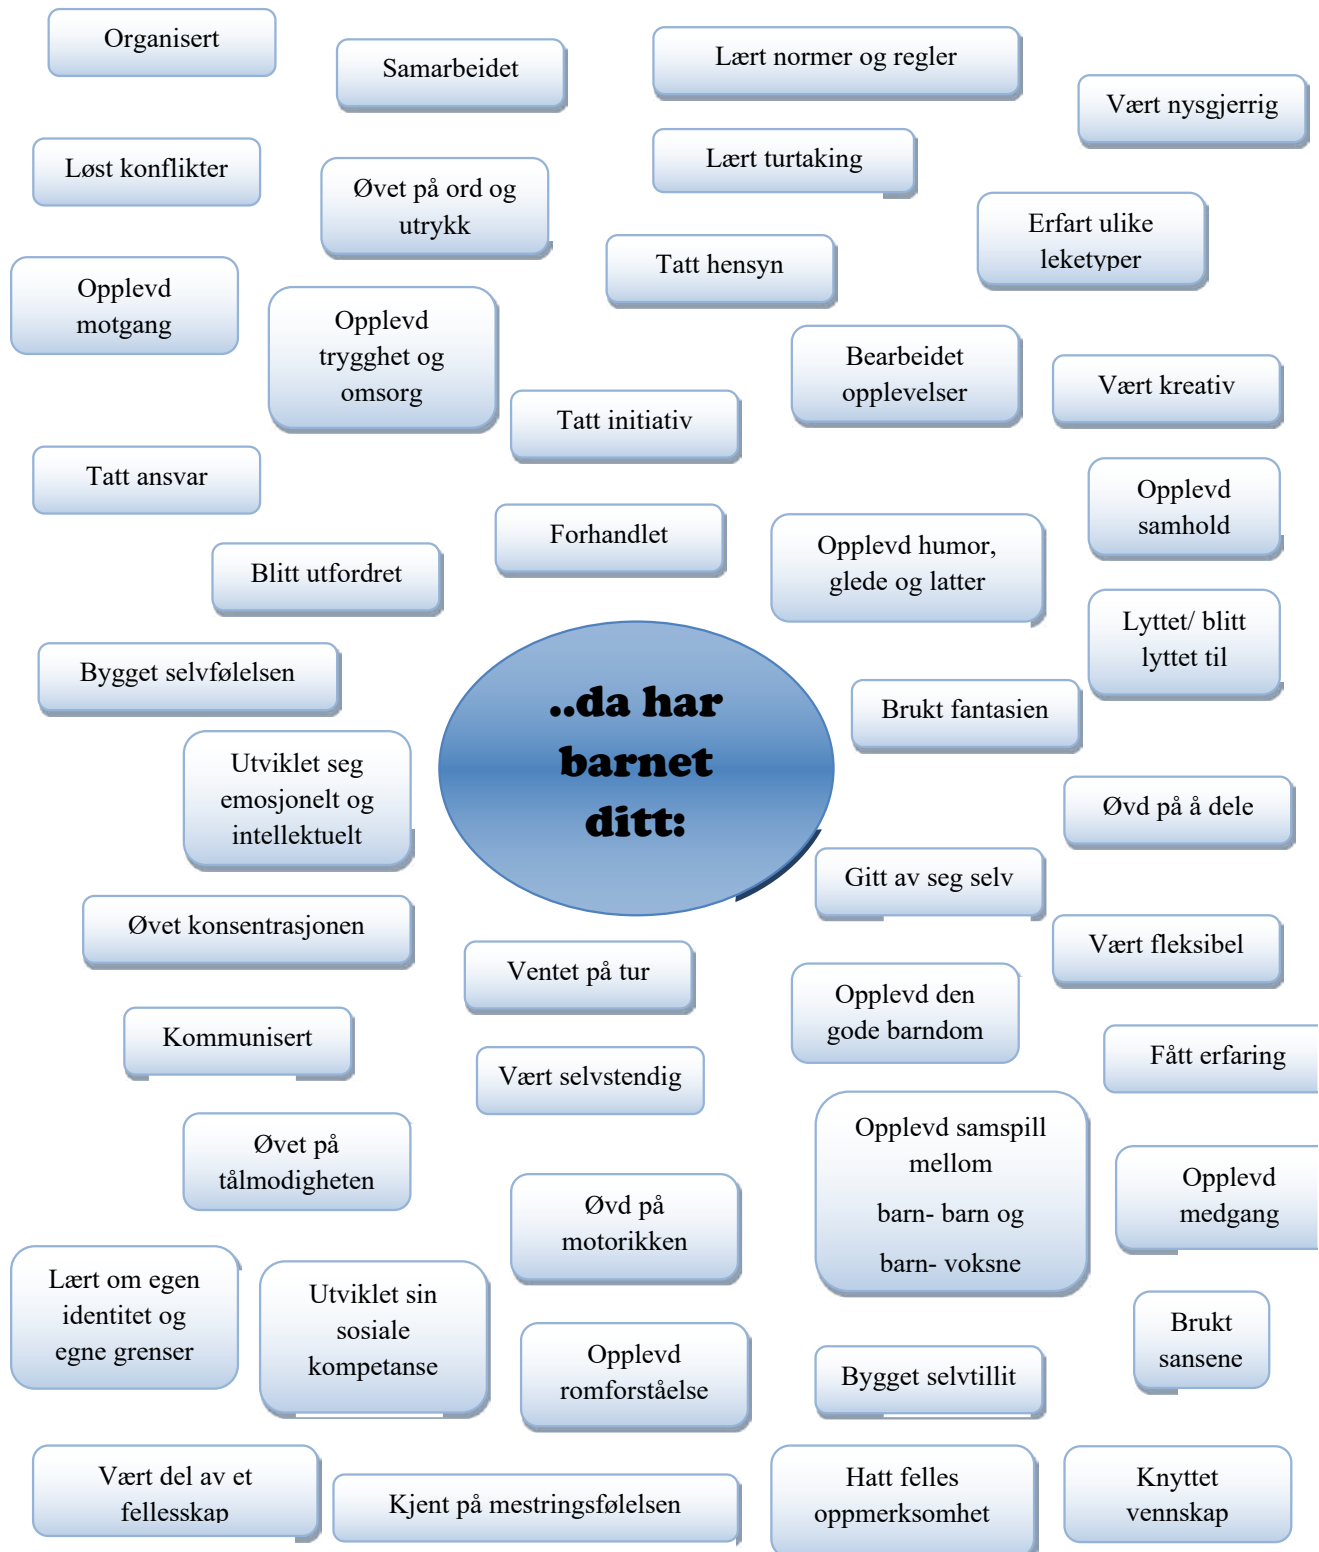 Organisert
Samarbeidet
Lært normer og regler
Vært nysgjerrig
Løst konflikter
Øvet på ord og
utrykk
Lært turtaking
Erfart ulike
leketyper
Tatt hensyn
Opplevd
motgang
Opplevd
trygghet og
omsorg
Bearbeidet
opplevelser
Vært kreativ
Tatt initiativ
Tatt ansvar
Opplevd
samhold
Forhandlet
Opplevd humor,
glede og latter
Blitt utfordret
Lyttet/ blitt
lyttet til
Bygget selvfølelsen
..da har
barnet
ditt:
Brukt fantasien
Utviklet seg
emosjonelt og
intellektuelt
Øvd på å dele
Gitt av seg selv
Øvet konsentrasjonen
Vært fleksibel
Ventet på tur
Opplevd den
gode barndom
Kommunisert
Fått erfaring
Vært selvstendig
Opplevd samspill
mellom
barn- barn og
barn- voksne
Øvet på
tålmodigheten
Opplevd
medgang
Øvd på
motorikken
Lært om egen
identitet og
egne grenser
Utviklet sin
sosiale
kompetanse
Brukt
sansene
Opplevd
romforståelse
Bygget selvtillit
Vært del av et
fellesskap
Kjent på mestringsfølelsen
Hatt felles
oppmerksomhet
Knyttet
vennskap